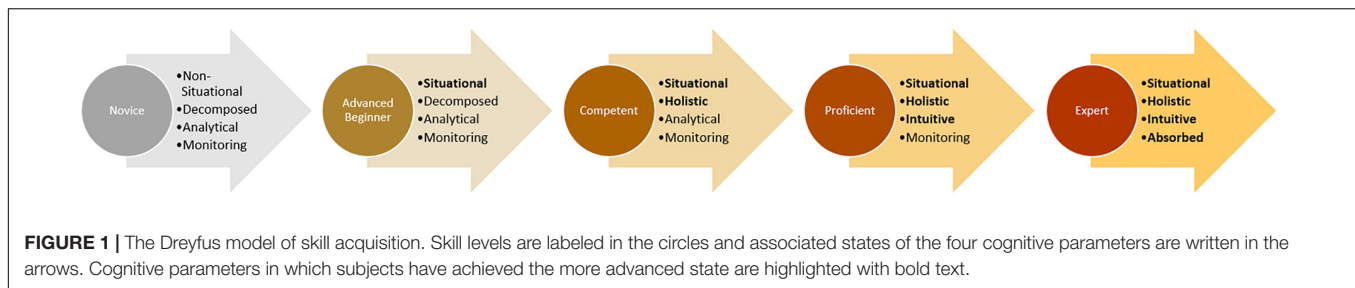 Novice
•Non-
Situational
•Decomposed
•Analytical
•Monitoring
Advanced
Beginner
•Situational
•Decomposed
•Analytical
•Monitoring
Competent
•Situational
•Holistic
•Analytical
•Monitoring
Proficient
•Situational
•Holistic
•Intuitive
•Monitoring
Expert
•Situational
•Holistic
•Intuitive
•Absorbed
FIGURE 1 | The Dreyfus model of skill acquisition. Skill levels are labeled in the circles and associated states of the four cognitive parameters are written in the
arrows. Cognitive parameters in which subjects have achieved the more advanced state are highlighted with bold text.